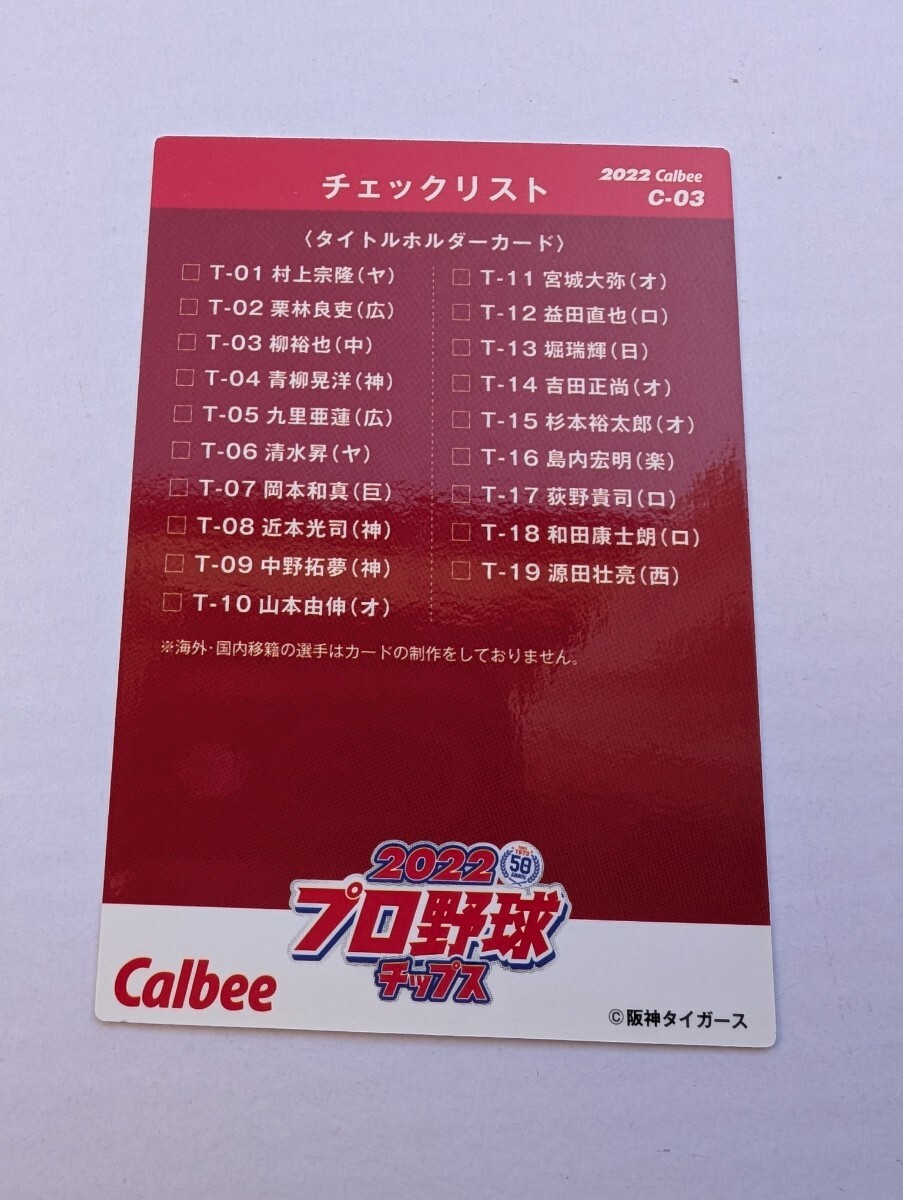 チェックリスト
2022 Calbee
C-03
〈タイトルホルダーカード〉
□ T-01 村上宗隆(ヤ)
□ T-02 栗林良吏(広)
□ T-03 柳裕也(中)
□ T-04 青柳晃洋(神)
□ T-05 九里亜蓮(広)
□ T-06 清水昇(ヤ)
□ T-07 岡本和真(巨)
□ T-08 近本光司(神)
□ T-09 中野拓夢(神)
□ T-10 山本由伸(オ)
□ T-11 宮城大弥(オ)
□ T-12 益田直也(ロ)
□ T-13 堀瑞輝(日)
□ T-14 吉田正尚(オ)
□ T-15 杉本裕太郎(オ)
□ T-16 島内宏明(楽)
□ T-17 荻野貴司(ロ)
□ T-18 和田康士朗(ロ)
□ T-19 源田壮亮(西)
※海外・国内移籍の選手はカードの制作をしておりません。
2022
1973
50
プロ野球
チップス
Calbee
©阪神タイガース